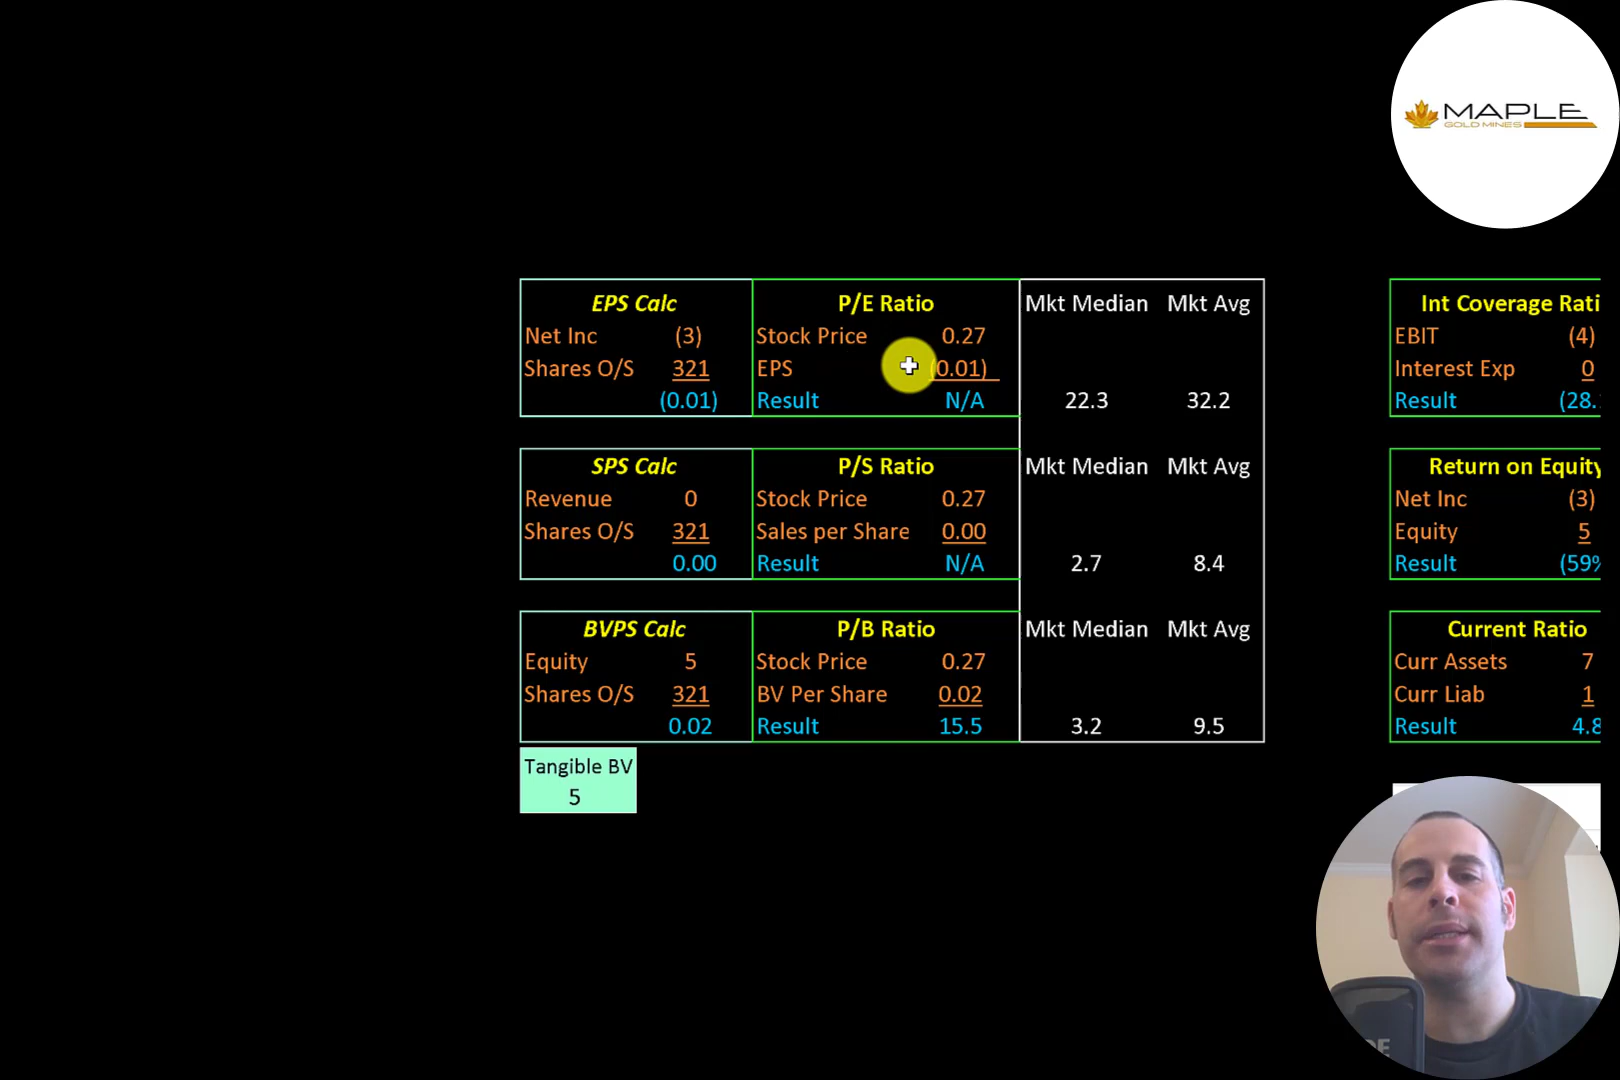 MAPLE
GOLD MINES
EPS Calc
Net Inc (3)
Shares O/S 321
(0.01)
P/E Ratio
Stock Price 0.27
EPS (0.01)
Result N/A
Mkt Median Mkt Avg
22.3 32.2
Int Coverage Rati
EBIT (4)
Interest Exp 0
Result (28.
SPS Calc
Revenue 0
Shares O/S 321
0.00
P/S Ratio
Stock Price 0.27
Sales per Share 0.00
Result N/A
Mkt Median Mkt Avg
2.7 8.4
Return on Equity
Net Inc (3)
Equity 5
Result (59%
BVPS Calc
Equity 5
Shares O/S 321
0.02
P/B Ratio
Stock Price 0.27
BV Per Share 0.02
Result 15.5
Mkt Median Mkt Avg
3.2 9.5
Current Ratio
Curr Assets 7
Curr Liab 1
Result 4.8
Tangible BV
5